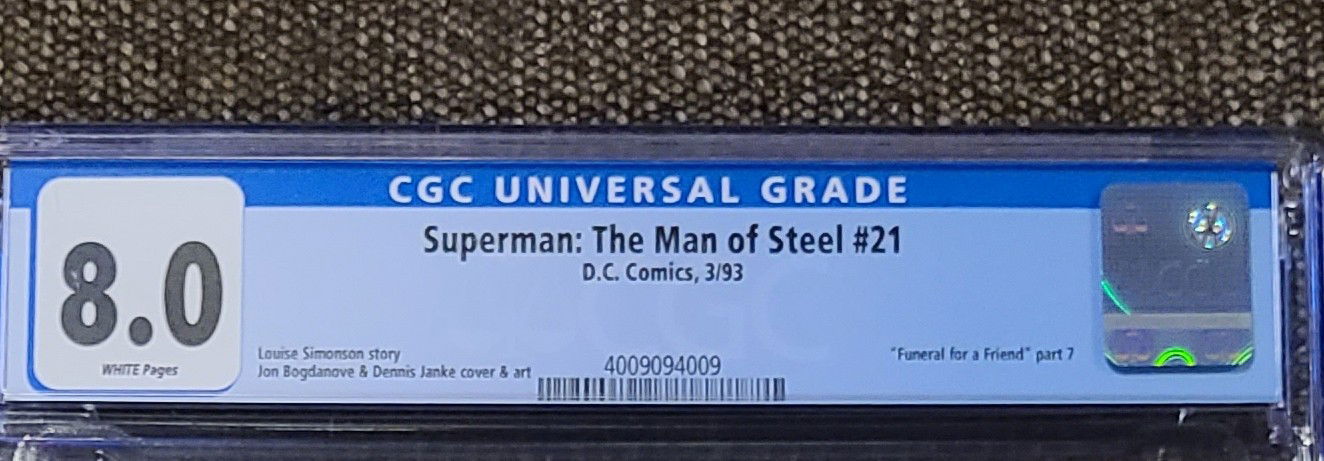 CGC UNIVERSAL GRADE
8.0
WHITE Pages
Superman: The Man of Steel #21
D.C. Comics, 3/93
Louise Simonson story
Jon Bogdanove & Dennis Janke cover & art
4009094009
"Funeral for a Friend" part 7